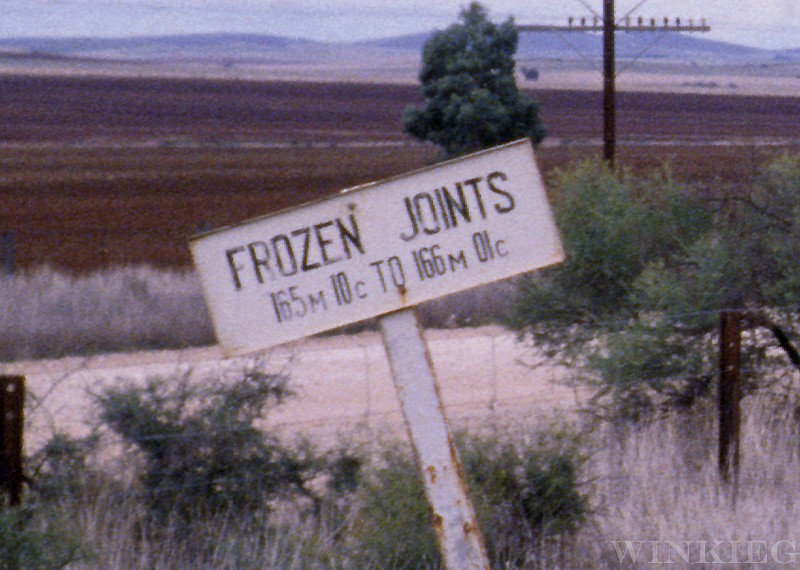 FROZEN JOINTS
165M 10C TO 166M 01C
WINKIEG